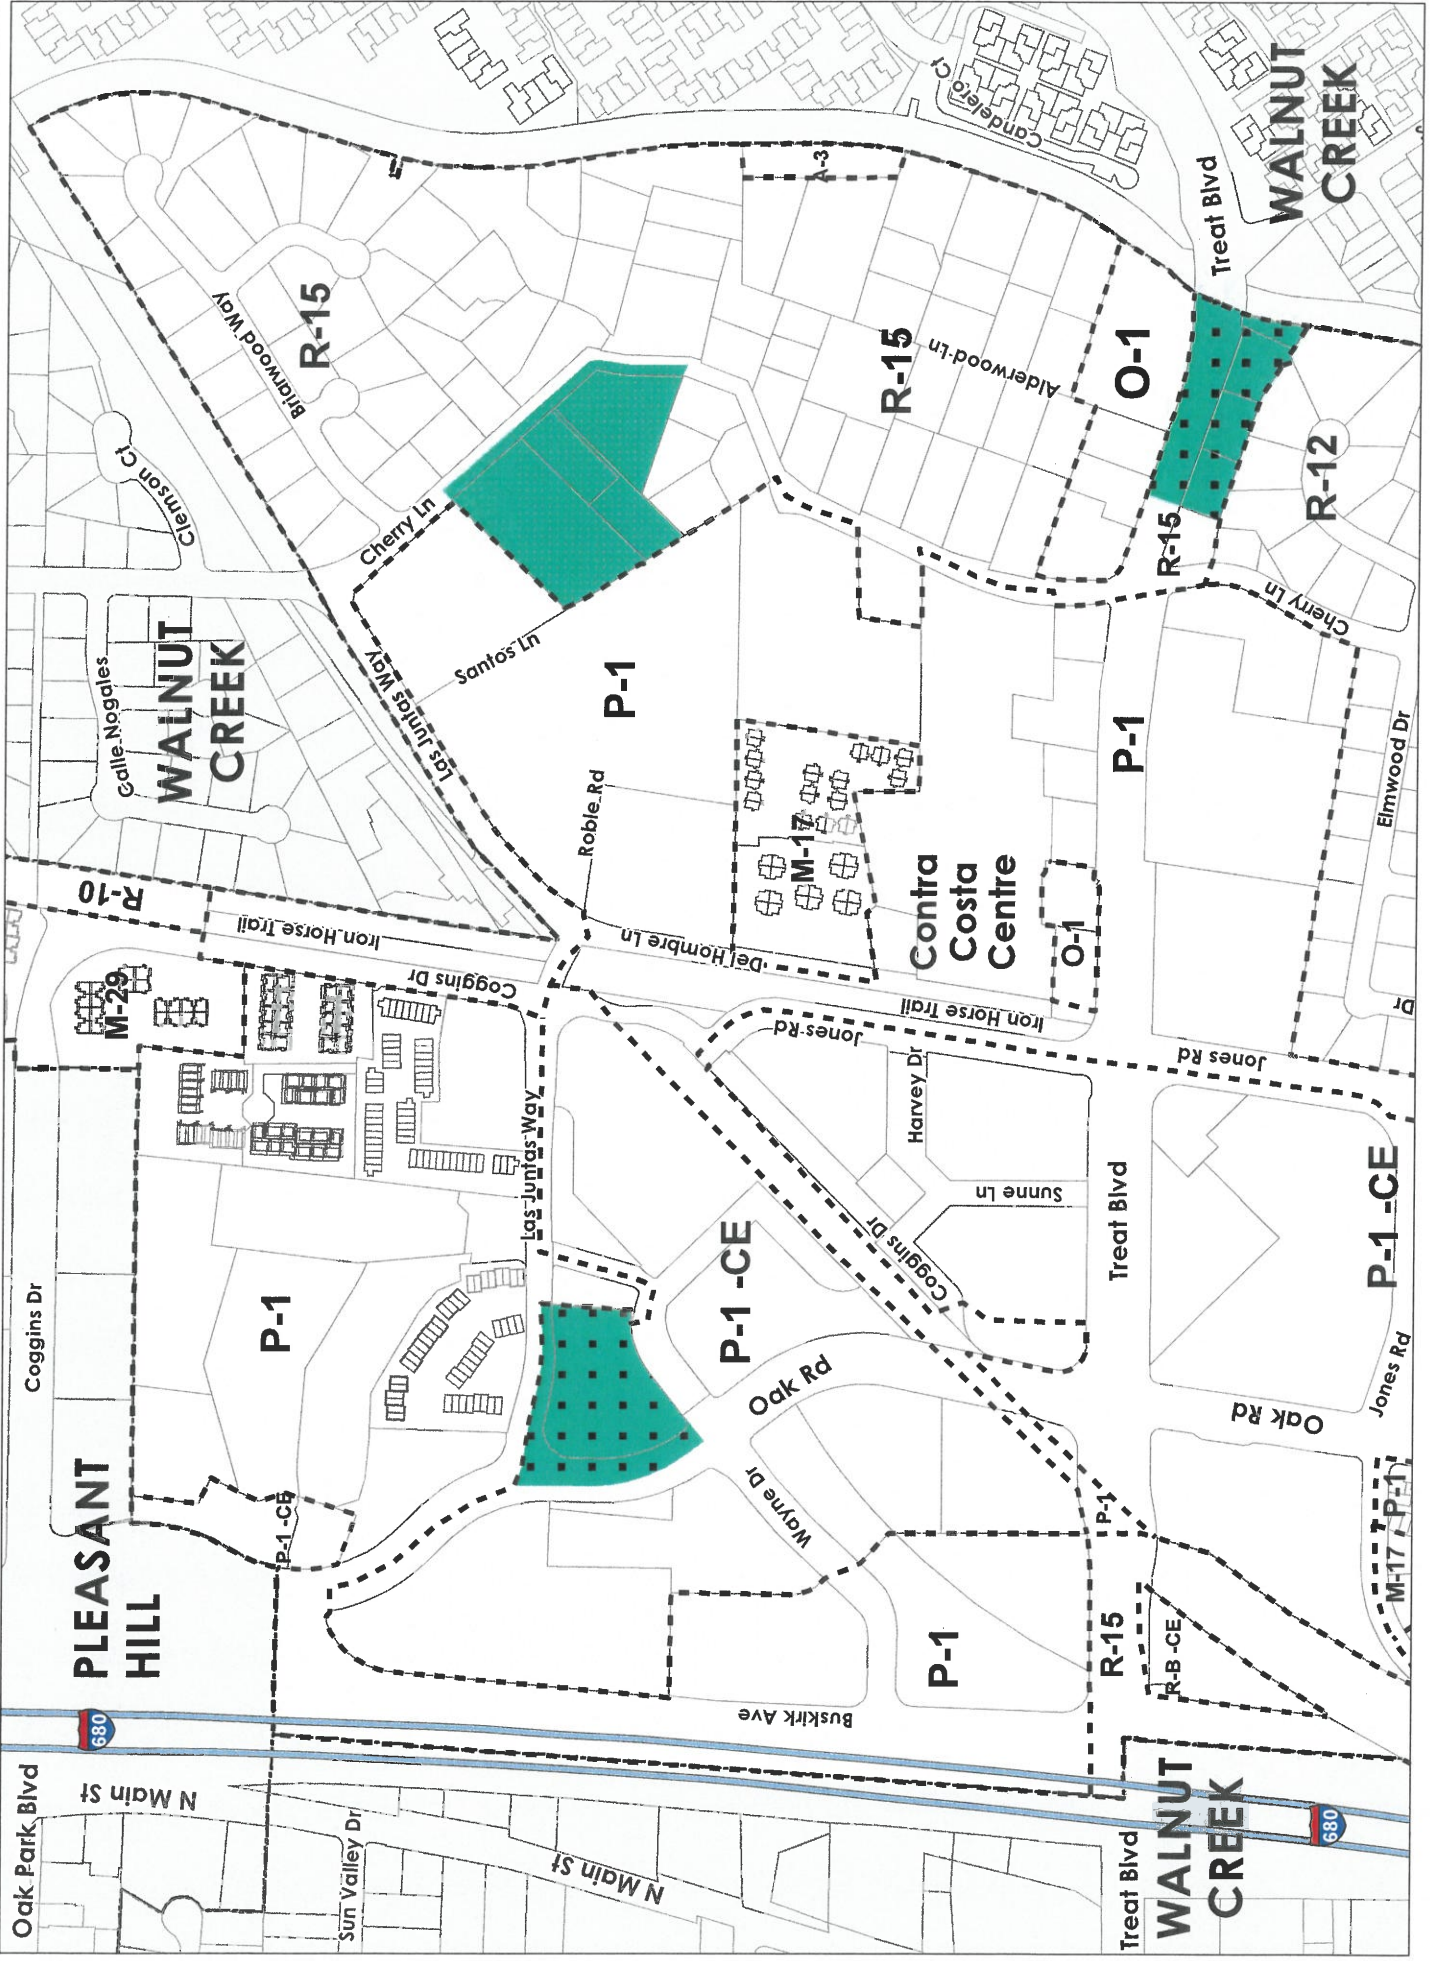 Oak Park Blvd
Coggins Dr
N Main St
680
PLEASANT
HILL
M-29
R-10
Calle Nogales
Clemson Ct
WALNUT
CREEK
P-1
P-1 -CE
Iron Horse Trail
Briarwood Way
R-15
Sun Valley Dr
Cherry Ln
Las Juntas Way
Coggins Dr
Las Juntas Way
Santos Ln
N Main St
Roble Rd
P-1
Del Hombre Ln
P-1 -CE
Buskirk Ave
Wayne Dr
Oak Rd
Jones Rd
M-17
A-3
Coggins Dr
Harvey Dr
Iron Horse Trail
Contra
Costa
Centre
R-15
Alderwood Ln
Candelero Ct
P-1
Sunne Ln
O-1
P-1
R-15
Treat Blvd
Treat Blvd
P-1
O-1
R-15
Treat Blvd
WALNUT
CREEK
R-B -CE
Oak Rd
Jones Rd
Cherry Ln
R-12
WALNUT
CREEK
680
M-17
P-1
Jones Rd
P-1 -CE
Dr
Elmwood Dr